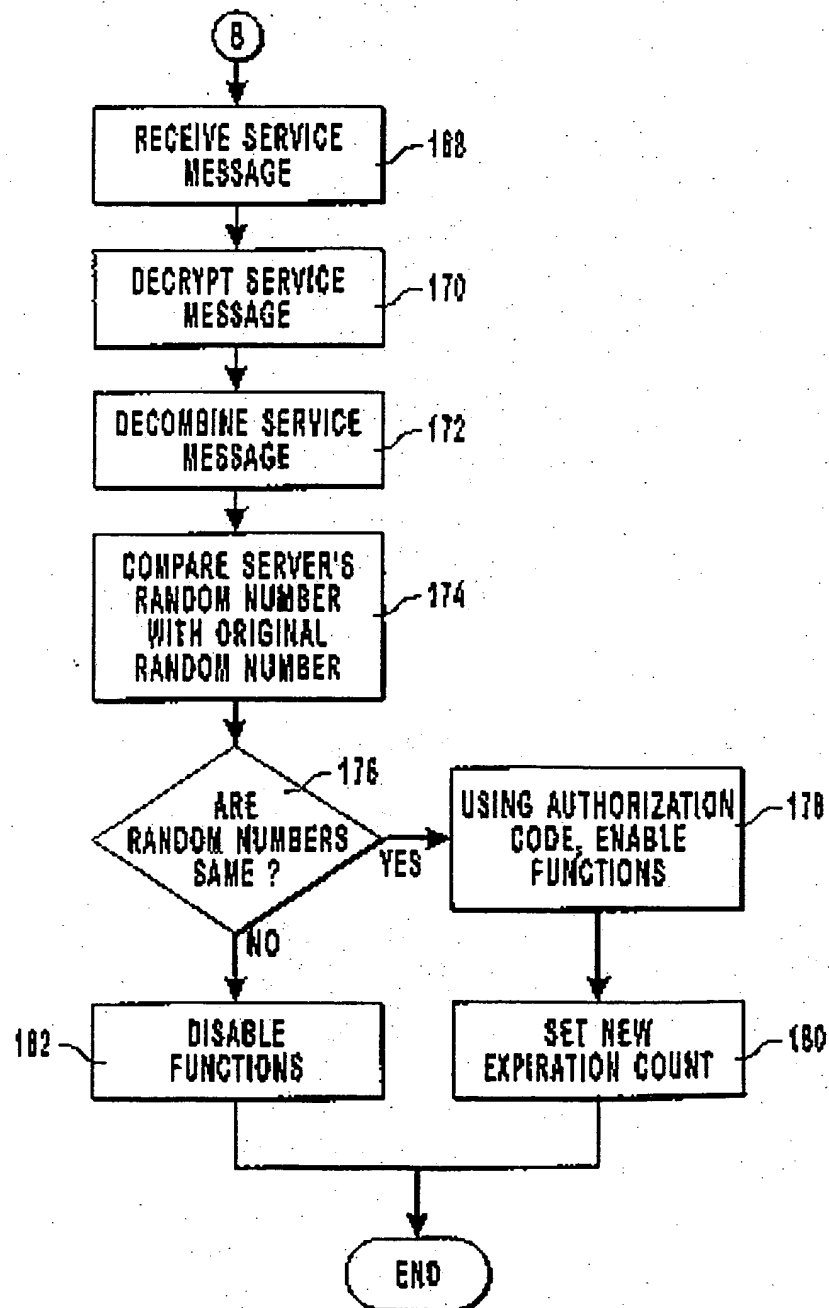 B
RECEIVE SERVICE
MESSAGE
168
DECRYPT SERVICE
MESSAGE
170
DECOMBINE SERVICE
MESSAGE
172
COMPARE SERVER'S
RANDOM NUMBER
WITH ORIGINAL
RANDOM NUMBER
174
ARE
RANDOM NUMBERS
SAME ?
176
YES
NO
USING AUTHORIZATION
CODE, ENABLE
FUNCTIONS
178
182
DISABLE
FUNCTIONS
SET NEW
EXPIRATION COUNT
180
END